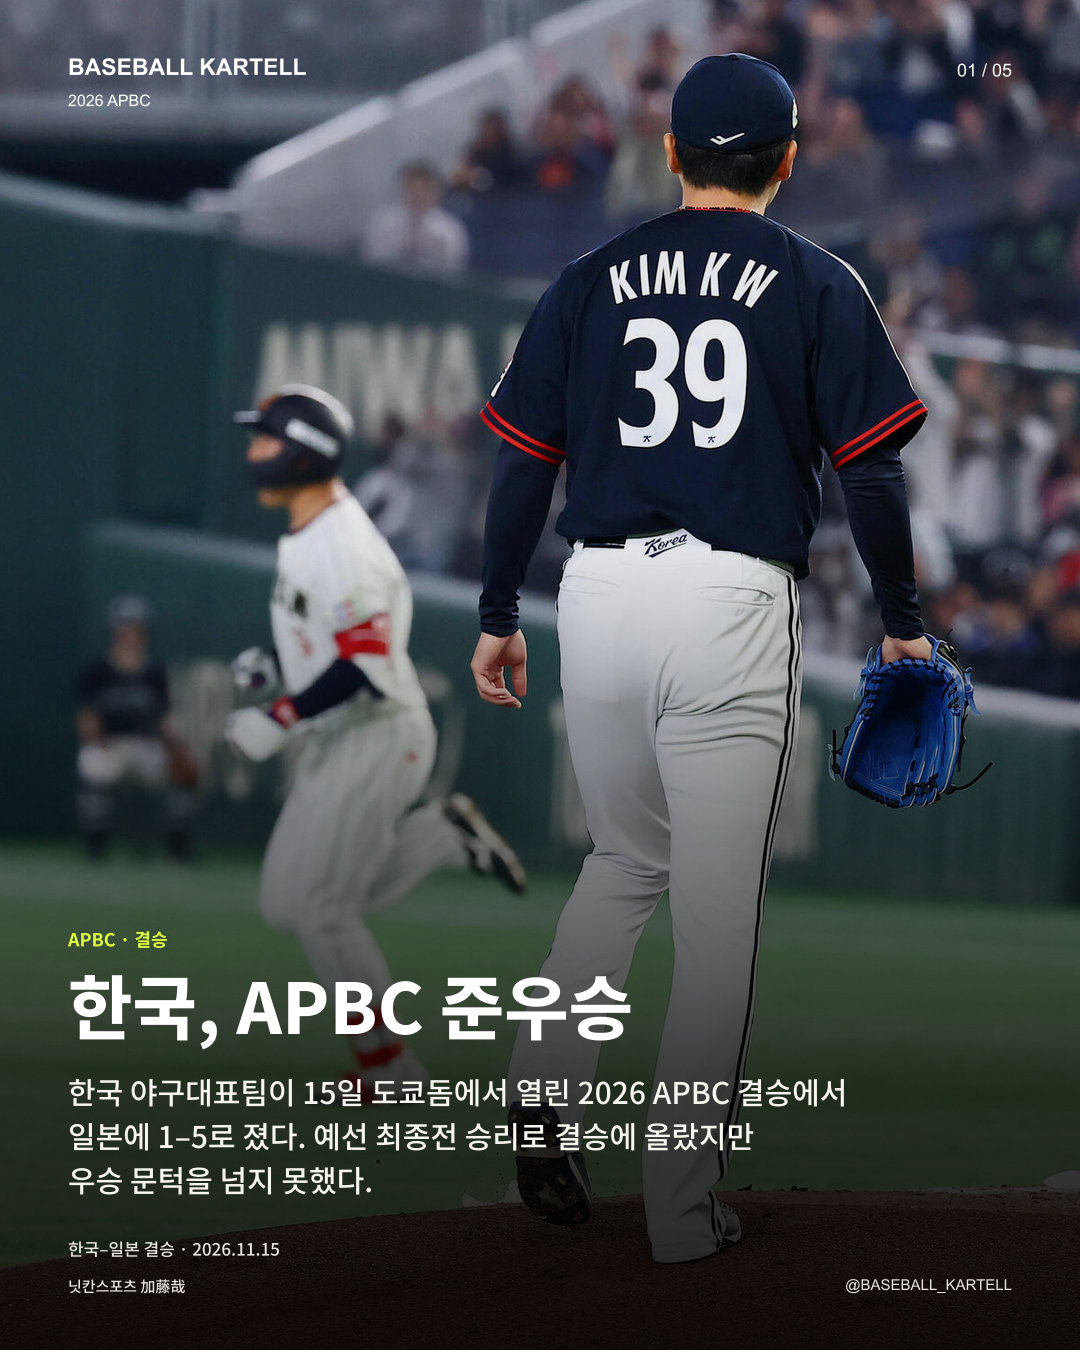 BASEBALL KARTELL
2026 APBC
01 / 05
KIM K W
39
Korea
APBC · 결승
한국, APBC 준우승
한국 야구대표팀이 15일 도쿄돔에서 열린 2026 APBC 결승에서
일본에 1–5로 졌다. 예선 최종전 승리로 결승에 올랐지만
우승 문턱을 넘지 못했다.
한국–일본 결승 · 2026.11.15
닛칸스포츠 加藤哉
@BASEBALL_KARTELL